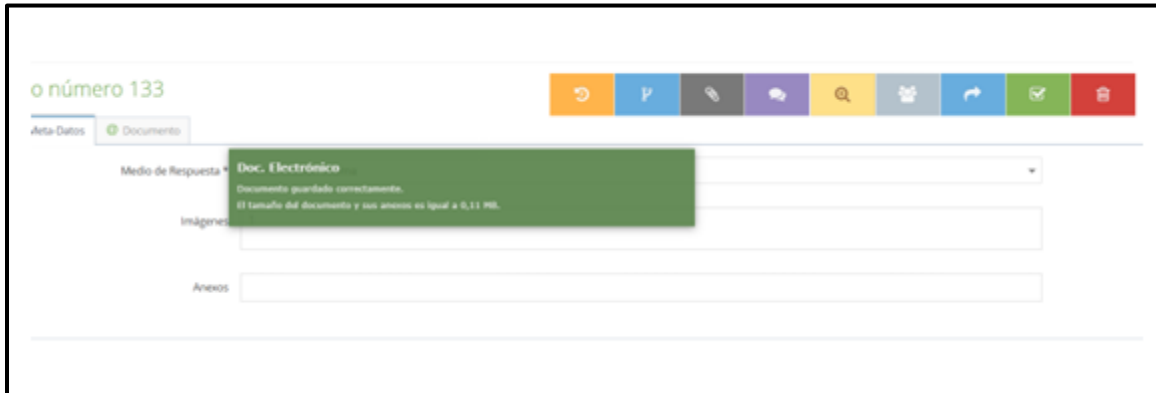 o número 133
Meta-Datos
Documento
Medio de Respuesta *
Doc. Electrónico
Documento guardado correctamente.
El tamaño del documento y sus anexos es igual a 0,11 MB.
Imágenes
Anexos